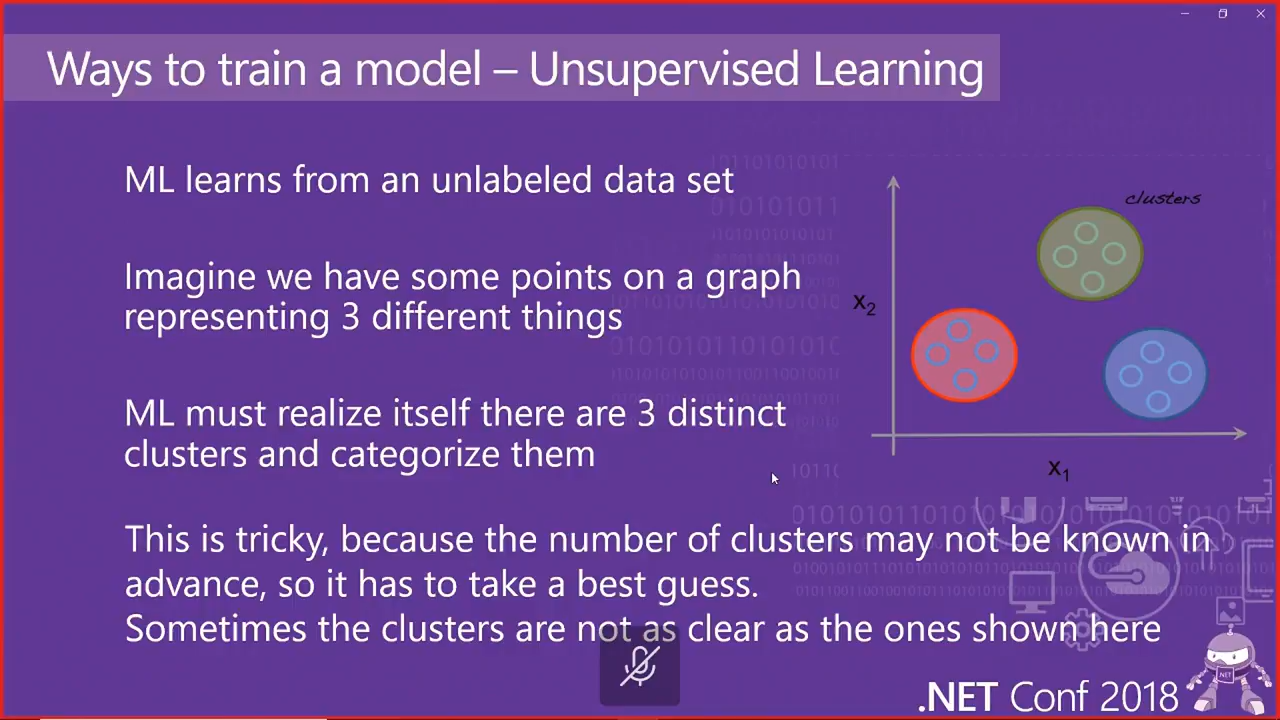 Ways to train a model – Unsupervised Learning
ML learns from an unlabeled data set
clusters
Imagine we have some points on a graph
representing 3 different things
x2
ML must realize itself there are 3 distinct
clusters and categorize them
x1
This is tricky, because the number of clusters may not be known in
advance, so it has to take a best guess.
Sometimes the clusters are not as clear as the ones shown here
.NET Conf 2018
.NET